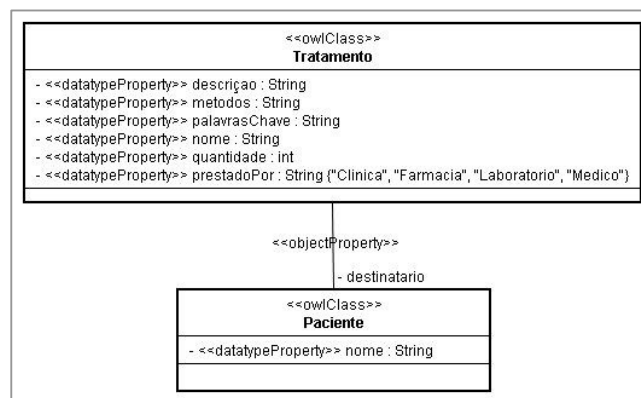 <<owlClass>>
Tratamento
- <<datatypeProperty>> descriçao : String
- <<datatypeProperty>> metodos : String
- <<datatypeProperty>> palavrasChave : String
- <<datatypeProperty>> nome : String
- <<datatypeProperty>> quantidade : int
- <<datatypeProperty>> prestadoPor : String {"Clinica", "Farmacia", "Laboratorio", "Medico"}
<<objectProperty>>
- destinatario
<<owlClass>>
Paciente
- <<datatypeProperty>> nome : String